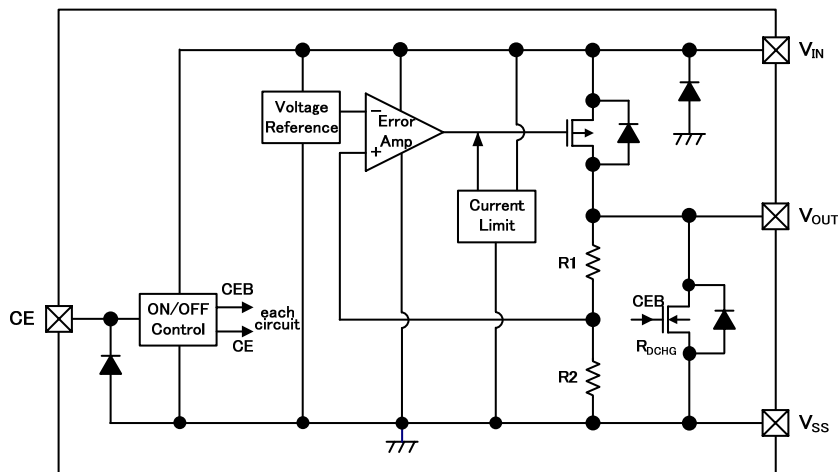 V_IN
Voltage
Reference
−
Error
Amp
+
Current
Limit
V_OUT
R1
CEB
CE
ON/OFF
Control
each
circuit
CE
CEB
R_DCHG
R2
V_SS